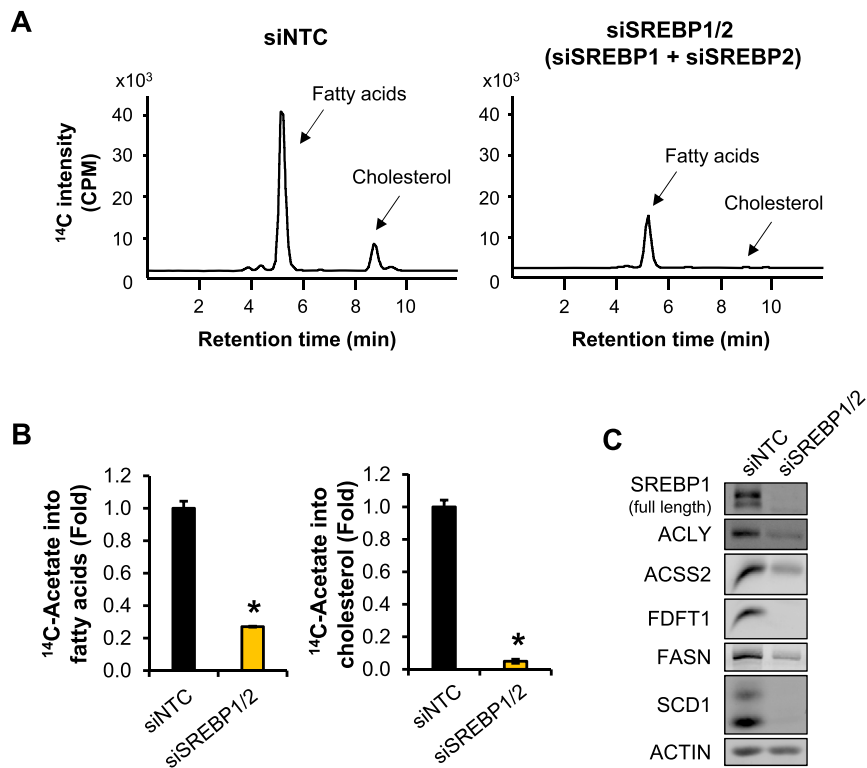 A
siNTC
x10³
40
30
20
10
0
¹⁴C intensity
(CPM)
Fatty acids
Cholesterol
2 4 6 8 10
Retention time (min)
siSREBP1/2
(siSREBP1 + siSREBP2)
x10³
40
30
20
10
0
Fatty acids
Cholesterol
2 4 6 8 10
Retention time (min)
B
¹⁴C-Acetate into
fatty acids (Fold)
1.2
1.0
0.8
0.6
0.4
0.2
0.0
*
siNTC
siSREBP1/2
¹⁴C-Acetate into
cholesterol (Fold)
1.2
1.0
0.8
0.6
0.4
0.2
0.0
*
siNTC
siSREBP1/2
C
siNTC
siSREBP1/2
SREBP1
(full length)
ACLY
ACSS2
FDFT1
FASN
SCD1
ACTIN